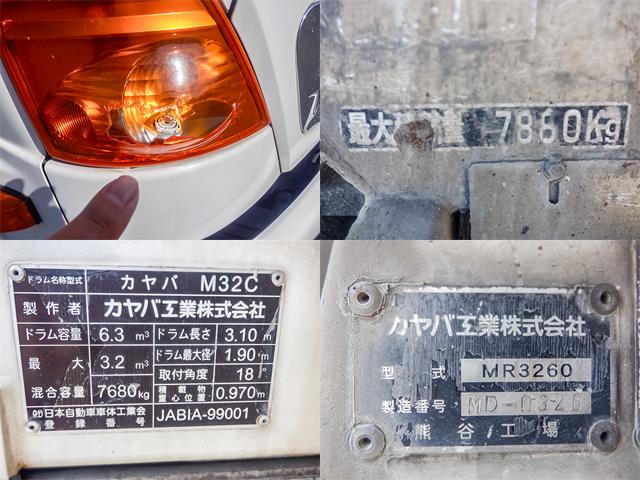 最大 量 7860Kg
ドラム名称型式 カヤバ M32C
製作者 カヤバ工業株式会社
ドラム容量 6.3 m³ ドラム長さ 3.10 m
最大 3.2 m³ ドラム最大径 1.90 m
混合容量 7680kg 取付角度 18°
積載物重心位置 0.970m
㈳日本自動車車体工業会
登録番号 JABIA-99001
カヤバ工業株式会社
型式 MR3260
製造番号 MD-0326
熊谷工場